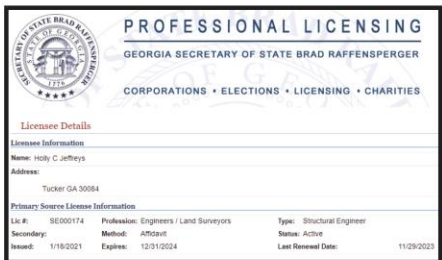 PROFESSIONAL LICENSING
GEORGIA SECRETARY OF STATE BRAD RAFFENSPERGER
CORPORATIONS • ELECTIONS • LICENSING • CHARITIES
SECRETARY OF STATE BRAD RAFFENSPERGER
STATE OF GEORGIA
1776
Licensee Details
Licensee Information
Name: Holly C Jeffreys
Address:
Tucker GA 30084
Primary Source License Information
Lic #: SE000174 Profession: Engineers / Land Surveyors Type: Structural Engineer
Secondary: Method: Affidavit Status: Active
Issued: 1/18/2021 Expires: 12/31/2024 Last Renewal Date: 11/29/2023